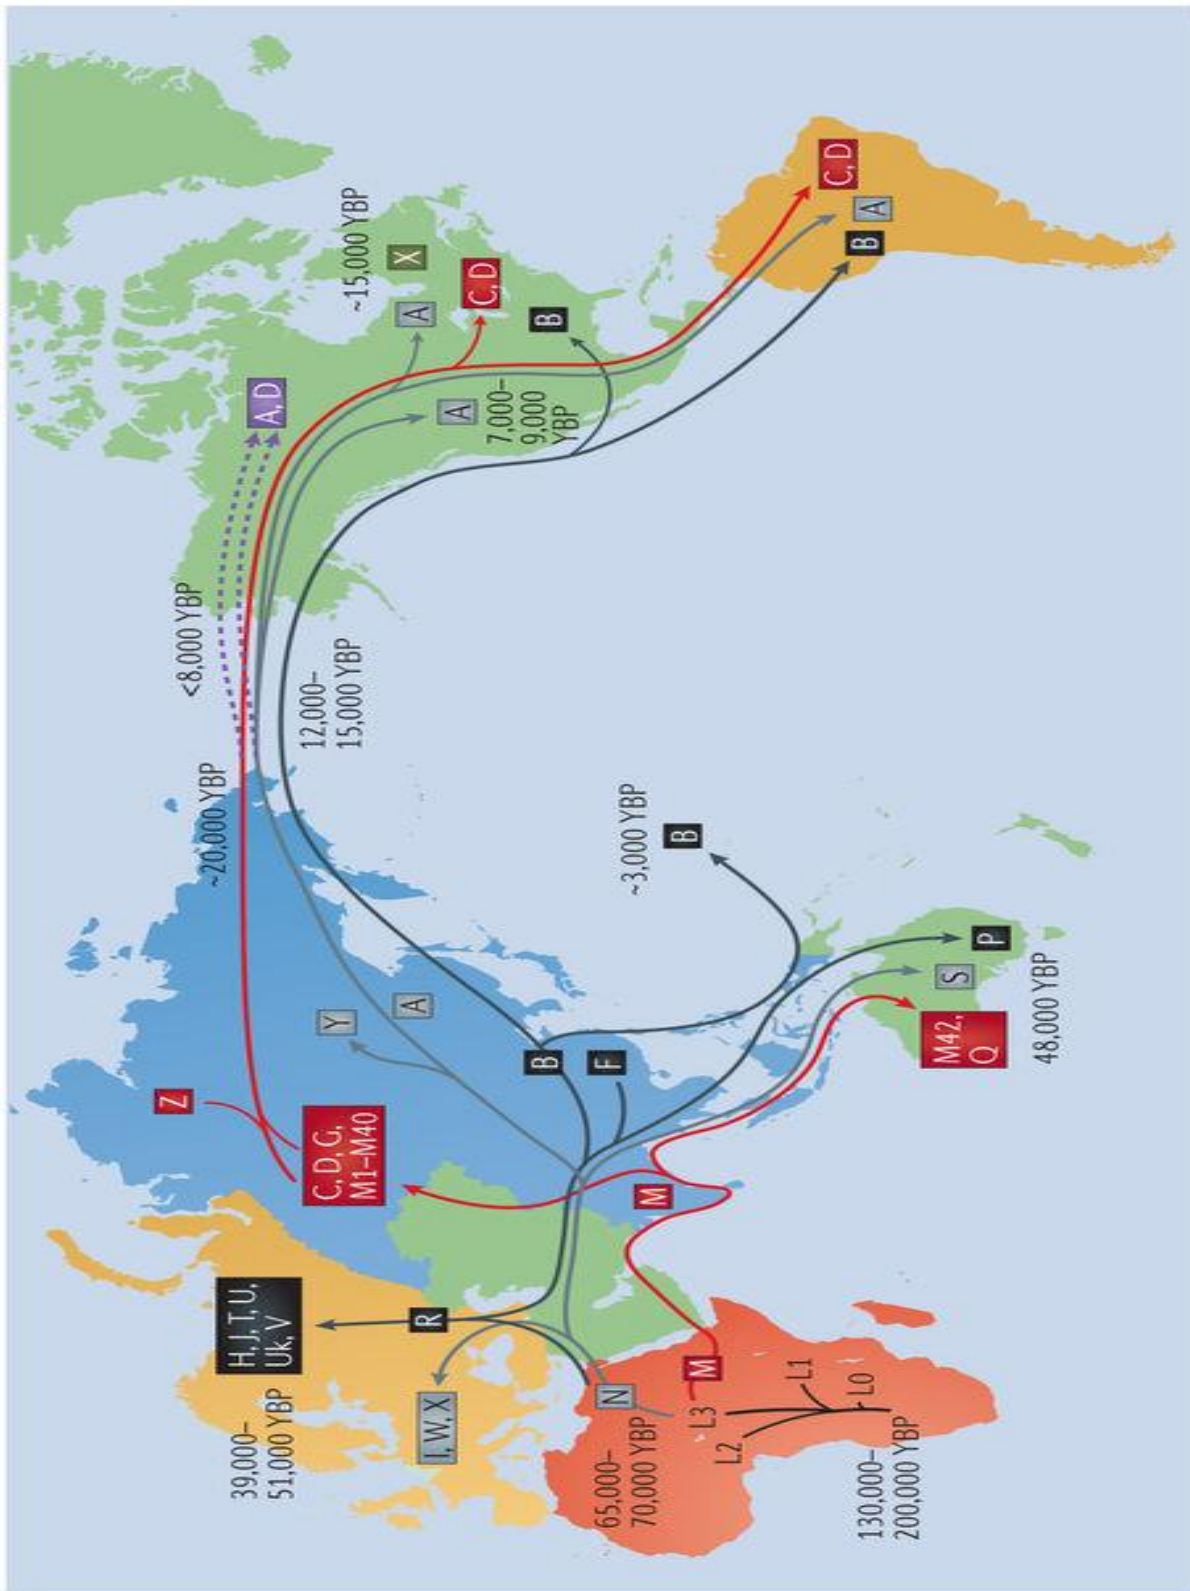 39,000–
51,000 YBP
H, J, T, U,
Uk, V
I, W, X
R
65,000–
70,000 YBP
N
L3
M
L2
L1
L0
130,000–
200,000 YBP
Z
C, D, G,
M1–M40
M
Y
A
B
F
M42,
Q
S
P
48,000 YBP
~3,000 YBP
B
~20,000 YBP
<8,000 YBP
12,000–
15,000 YBP
A, D
~15,000 YBP
X
A
C, D
B
A
7,000–
9,000
YBP
C, D
A
B